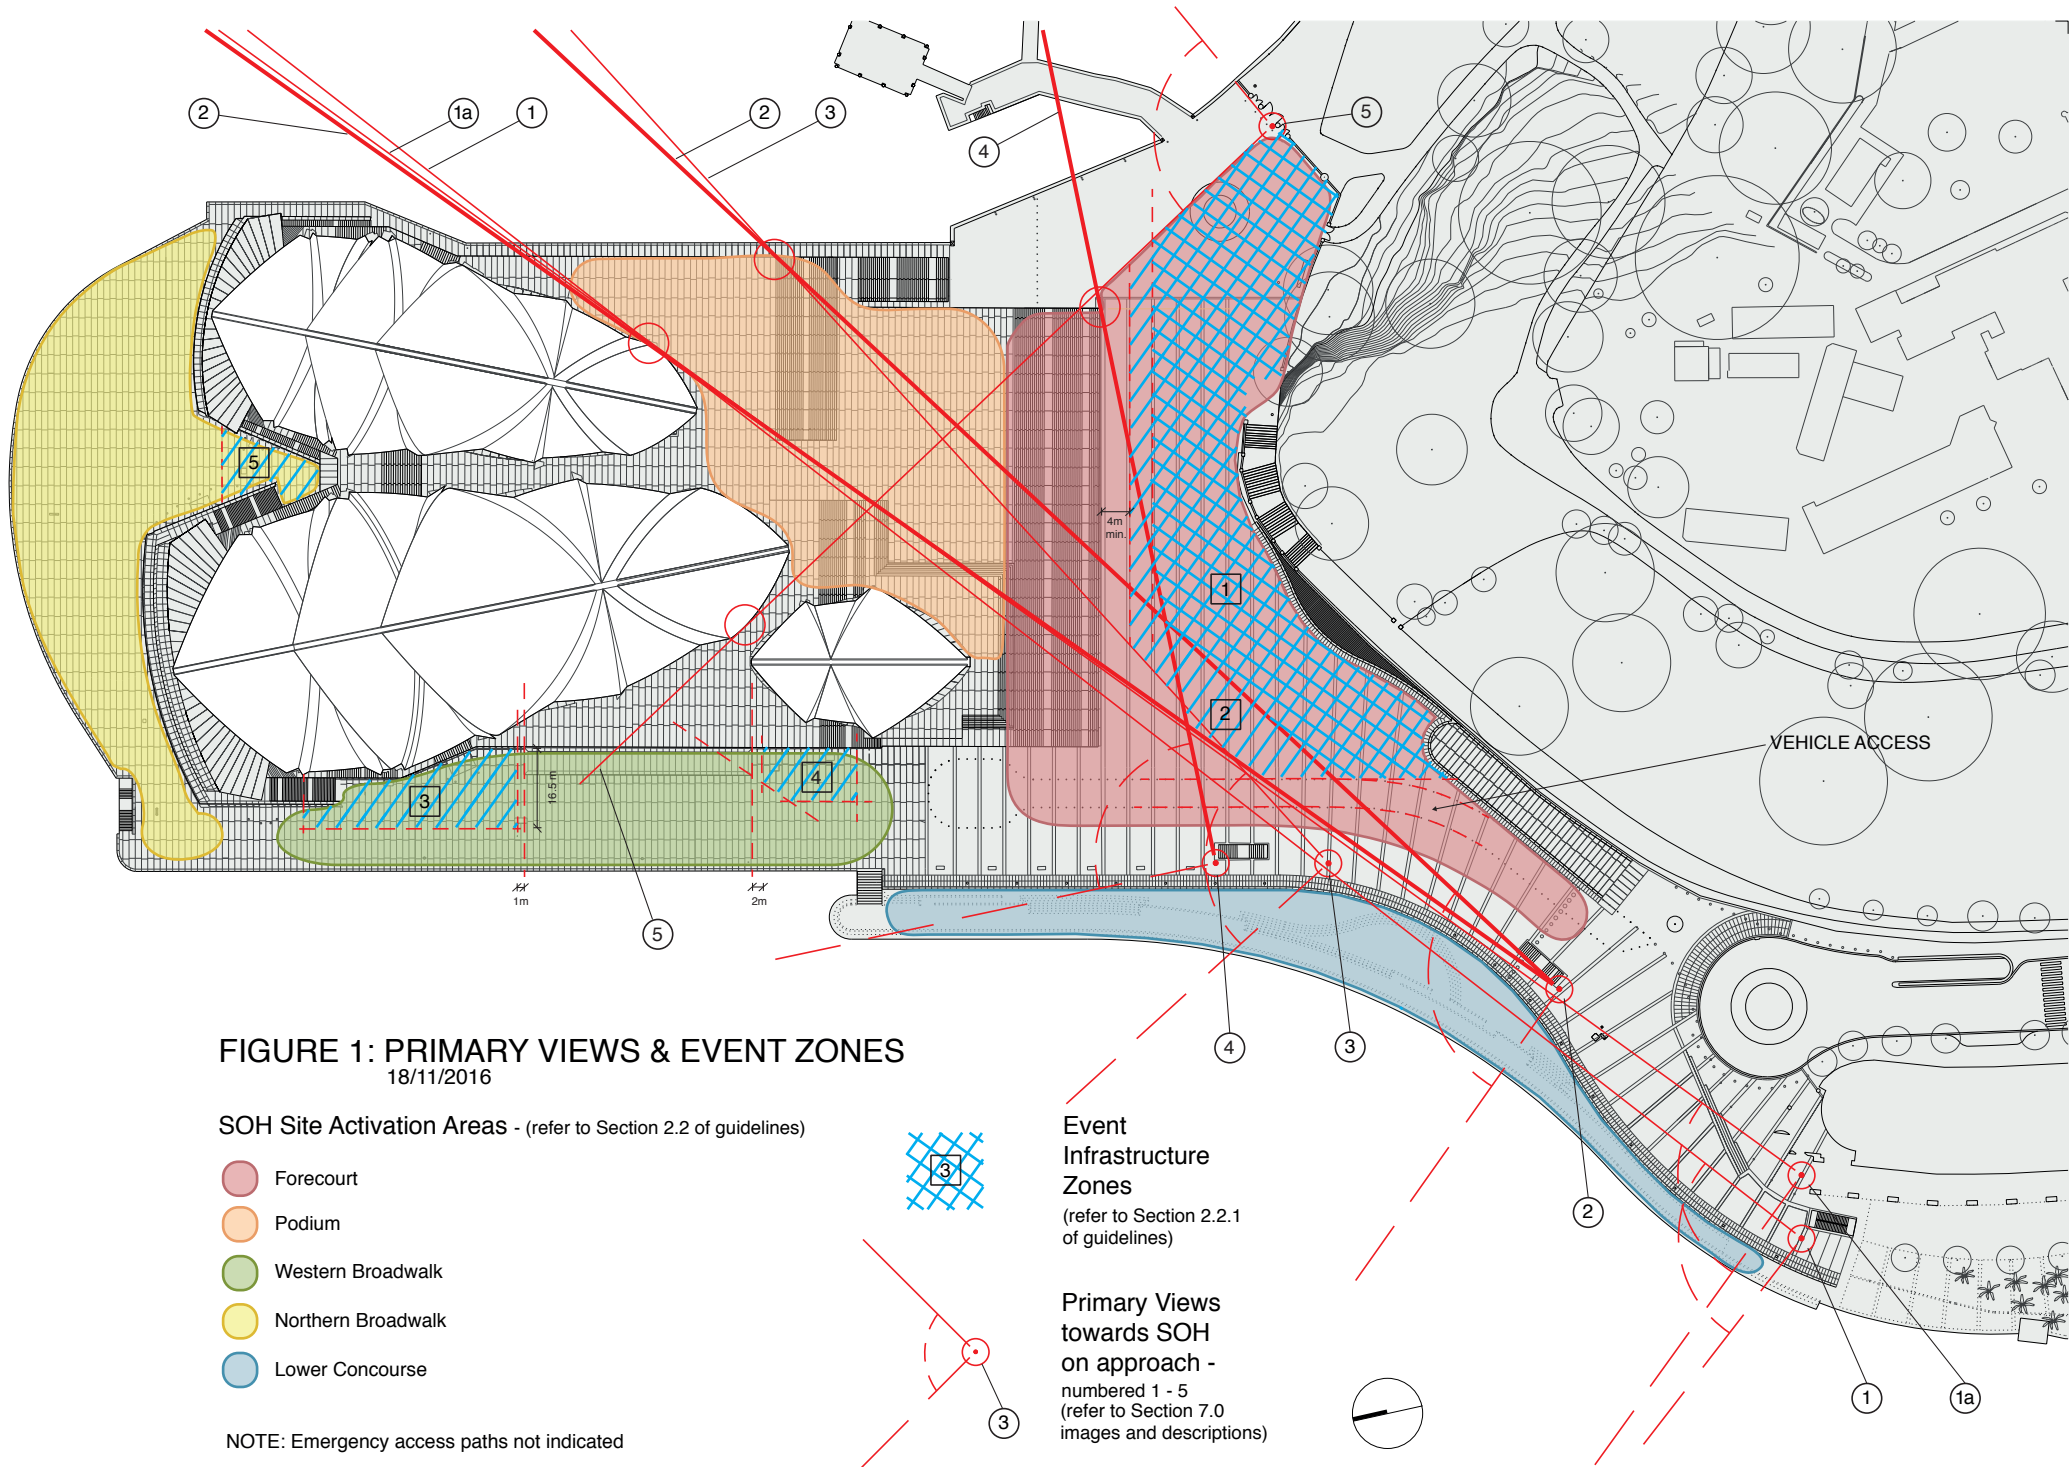 2
1a
1
2
3
4
5
5
4m
min.
1
2
VEHICLE ACCESS
3
4
16.5 m
1m
2m
5
4
3
2
1
1a
FIGURE 1: PRIMARY VIEWS & EVENT ZONES
18/11/2016
SOH Site Activation Areas - (refer to Section 2.2 of guidelines)
Forecourt
Podium
Western Broadwalk
Northern Broadwalk
Lower Concourse
NOTE: Emergency access paths not indicated
3
Event
Infrastructure
Zones
(refer to Section 2.2.1
of guidelines)
3
Primary Views
towards SOH
on approach -
numbered 1 - 5
(refer to Section 7.0
images and descriptions)